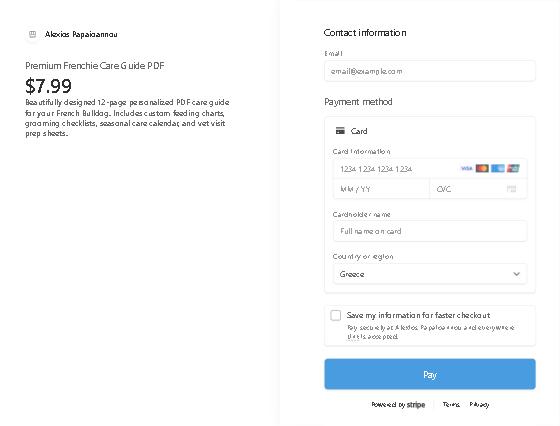 Alexios Papaioannou
Premium Frenchie Care Guide PDF
$7.99
Beautifully designed 12-page personalized PDF care guide
for your French Bulldog. Includes custom feeding charts,
grooming checklists, seasonal care calendar, and vet visit
prep sheets.
Contact information
Email
email@example.com
Payment method
Card
Card information
1234 1234 1234 1234
VISA
MM / YY
CVC
Cardholder name
Full name on card
Country or region
Greece
Save my information for faster checkout
Pay securely at Alexios Papaioannou and everywhere
Link is accepted.
Pay
Powered by stripe
Terms
Privacy